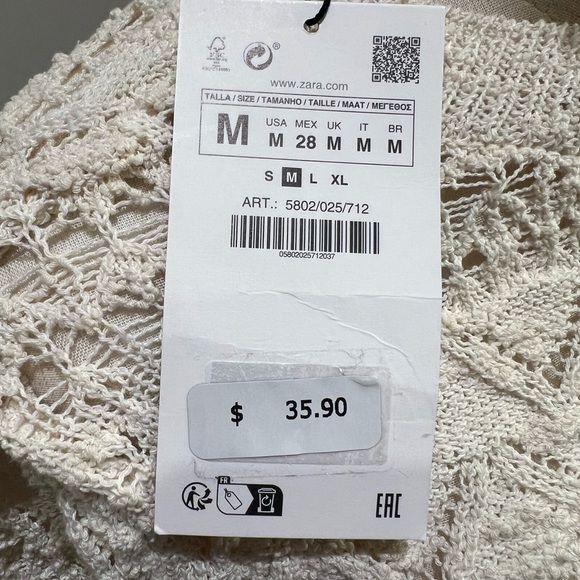 FSC
www.zara.com
TALLA / SIZE / TAMANHO / TAILLE / MAAT / ΜΕΓΕΘΟΣ
M
USA MEX UK IT BR
M 28 M M M
S M L XL
ART.: 5802/025/712
05802025712037
$ 35.90
FR
EAC